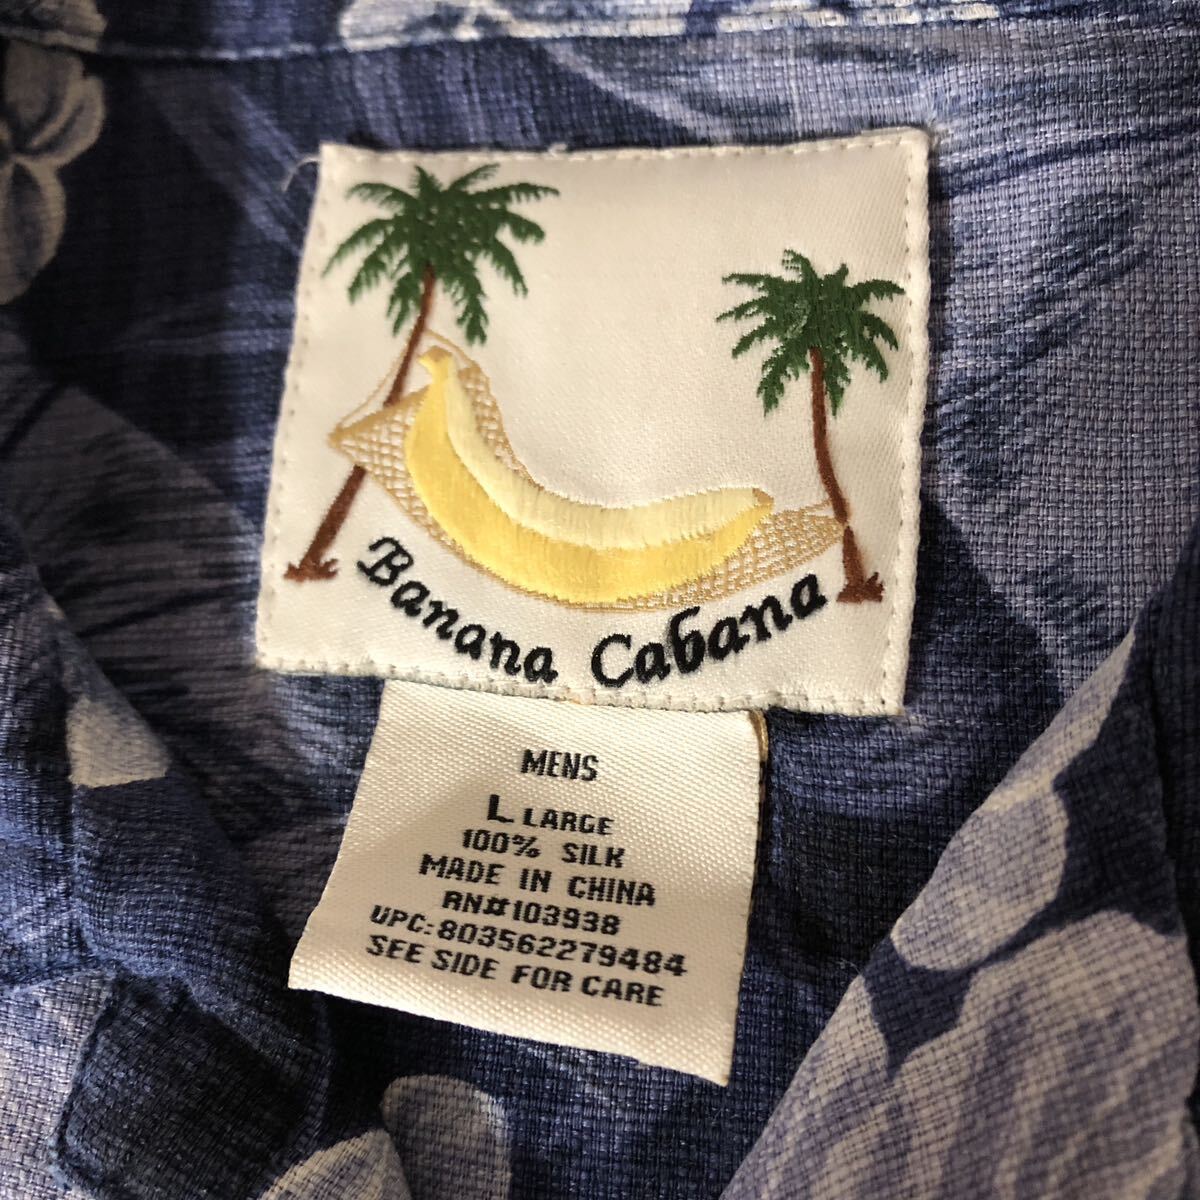 Banana Cabana
MENS
L LARGE
100% SILK
MADE IN CHINA
RN#103938
UPC:803562279484
SEE SIDE FOR CARE